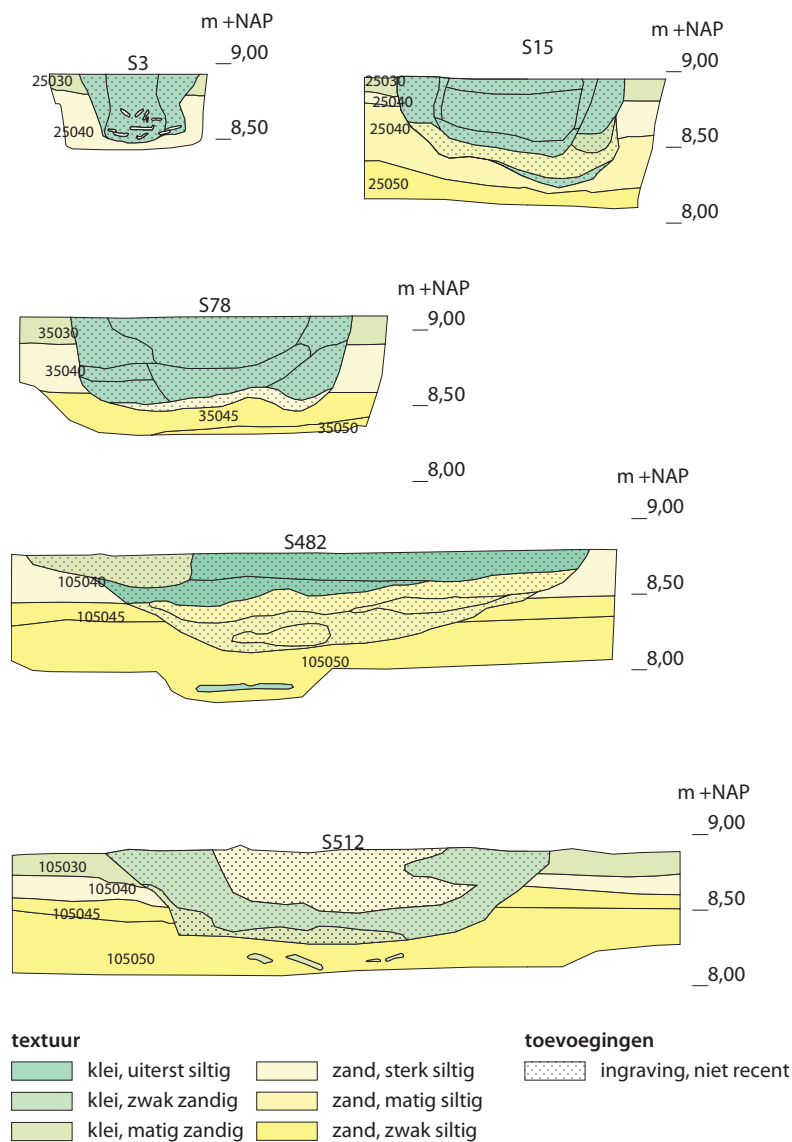 m +NAP
S3
9,00
25030
25040
8,50
m +NAP
S15
9,00
25030
25040
25040
8,50
25050
8,00
m +NAP
S78
9,00
35030
35040
8,50
35045
35050
8,00
m +NAP
9,00
S482
105040
8,50
105045
105050
8,00
m +NAP
9,00
S512
105030
105040
8,50
105045
105050
8,00
textuur
klei, uiterst siltig
klei, zwak zandig
klei, matig zandig
zand, sterk siltig
zand, matig siltig
zand, zwak siltig
toevoegingen
ingraving, niet recent